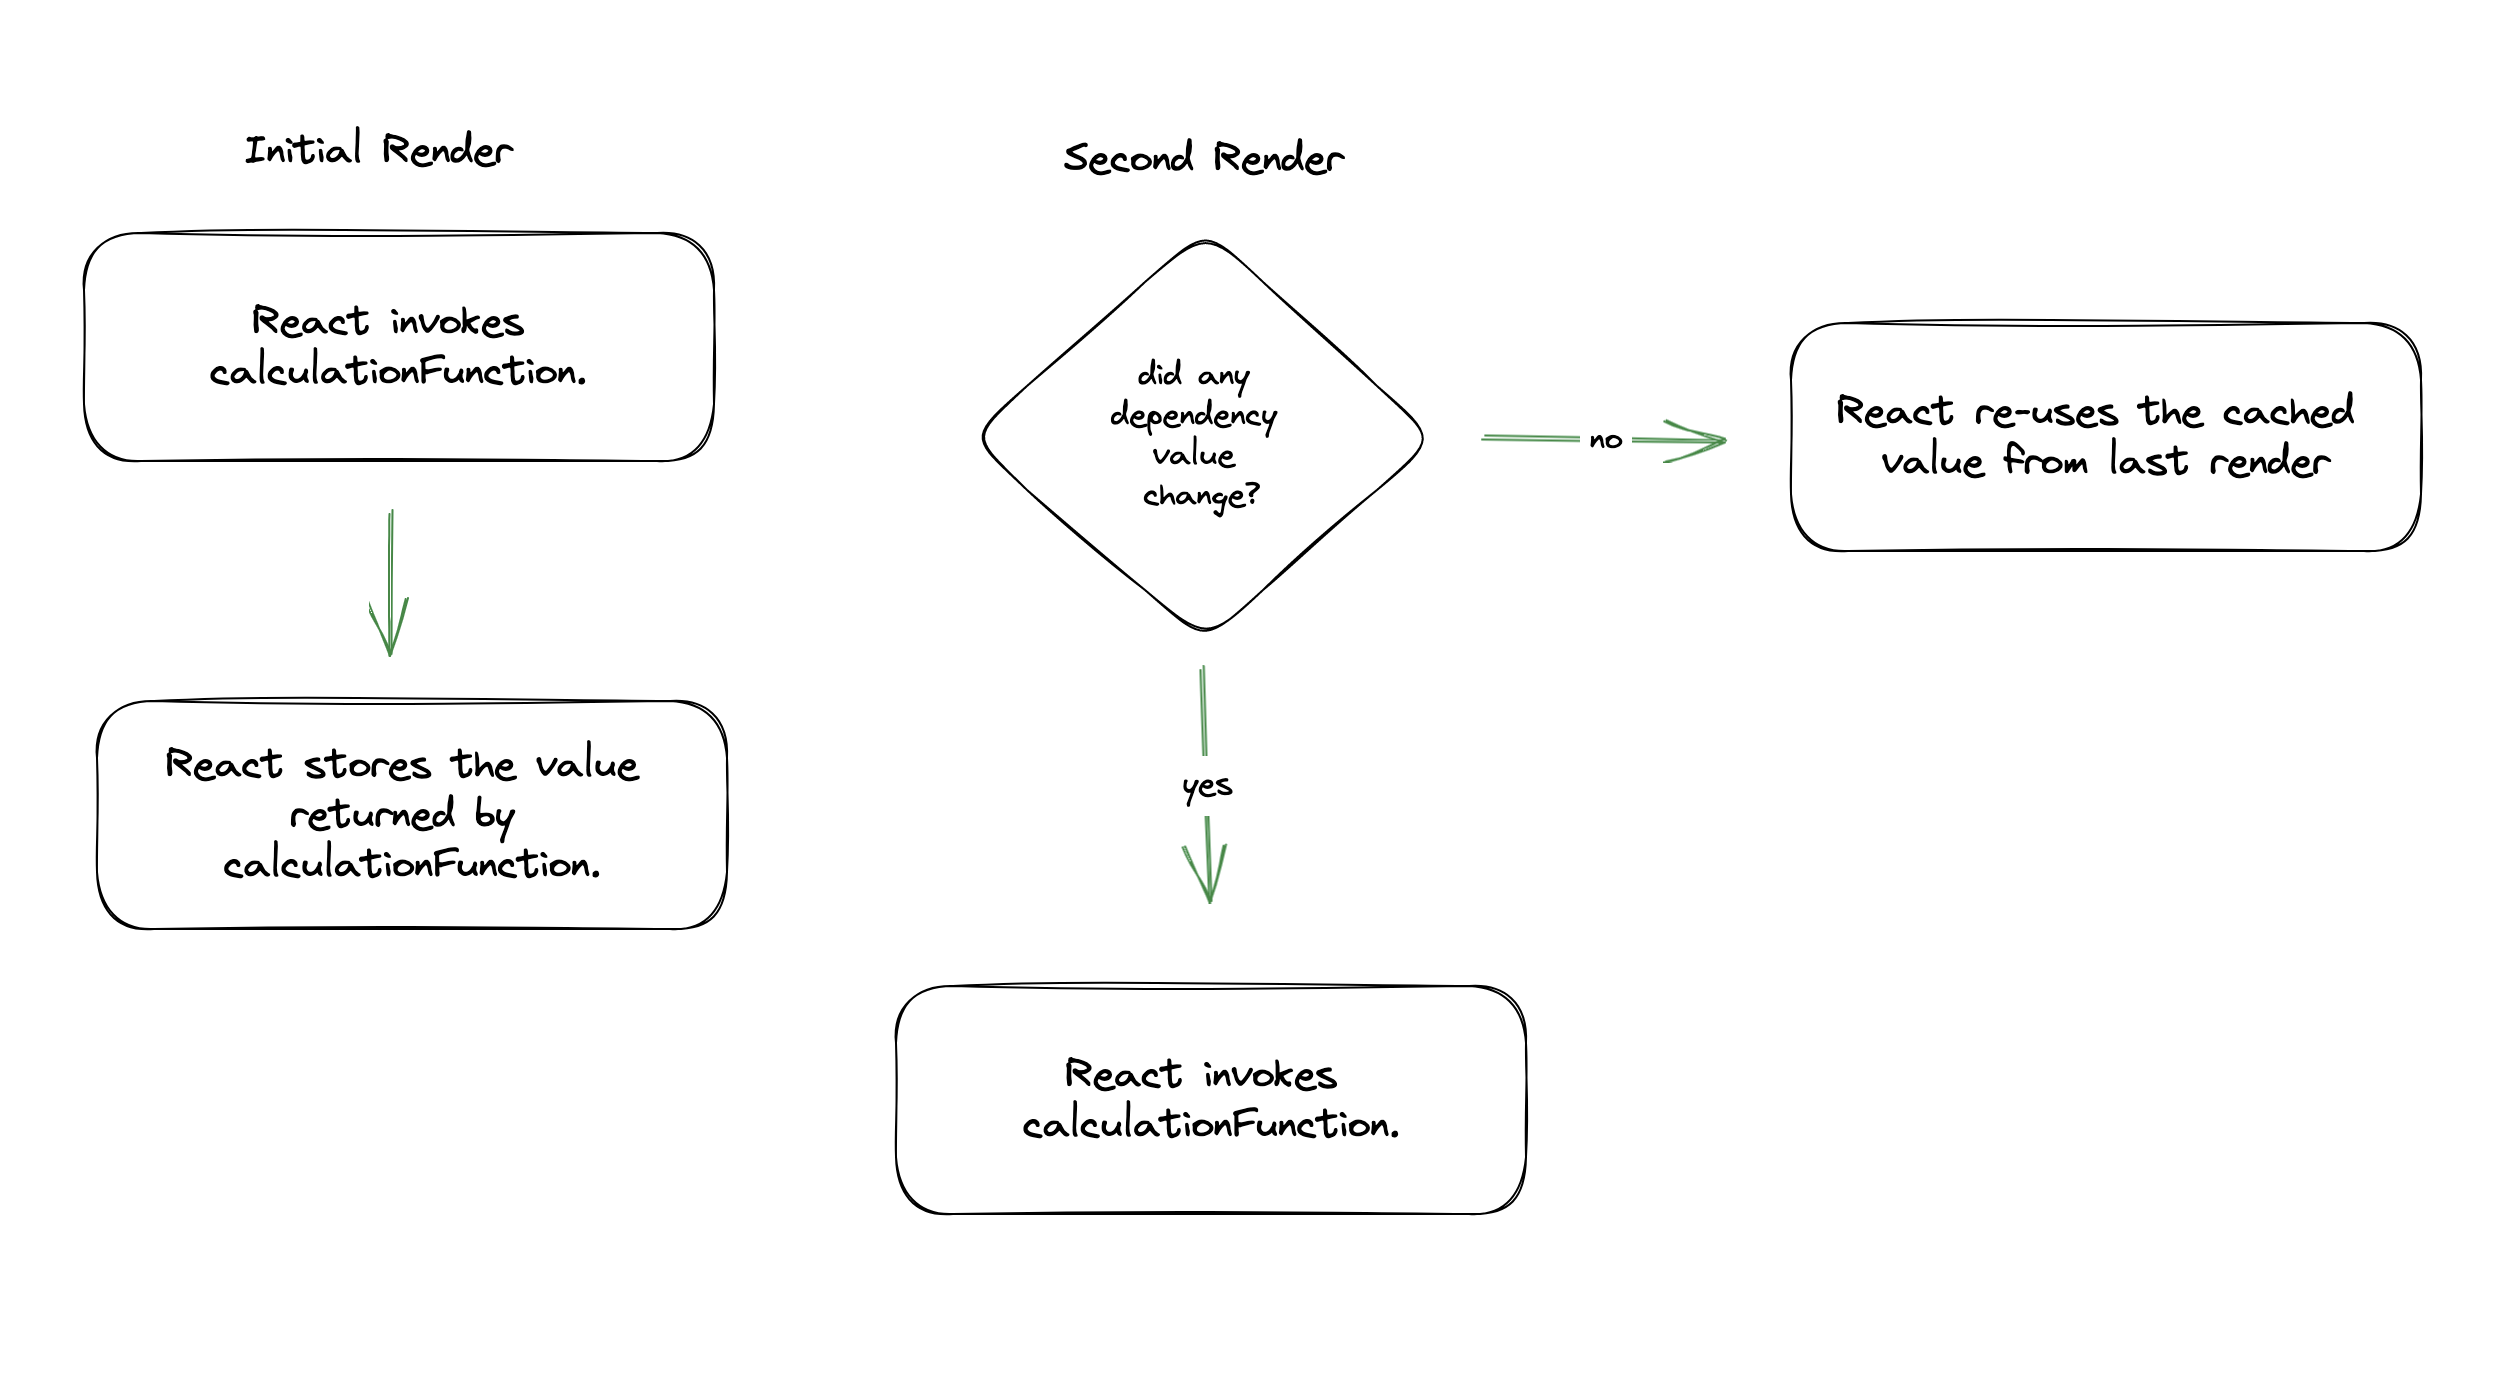 Initial Render
React invokes
calculationFunction.
React stores the value
returned by
calculationFunction.
Second Render
did any
dependency
value
change?
no
React re-uses the cached
value from last render
yes
React invokes
calculationFunction.